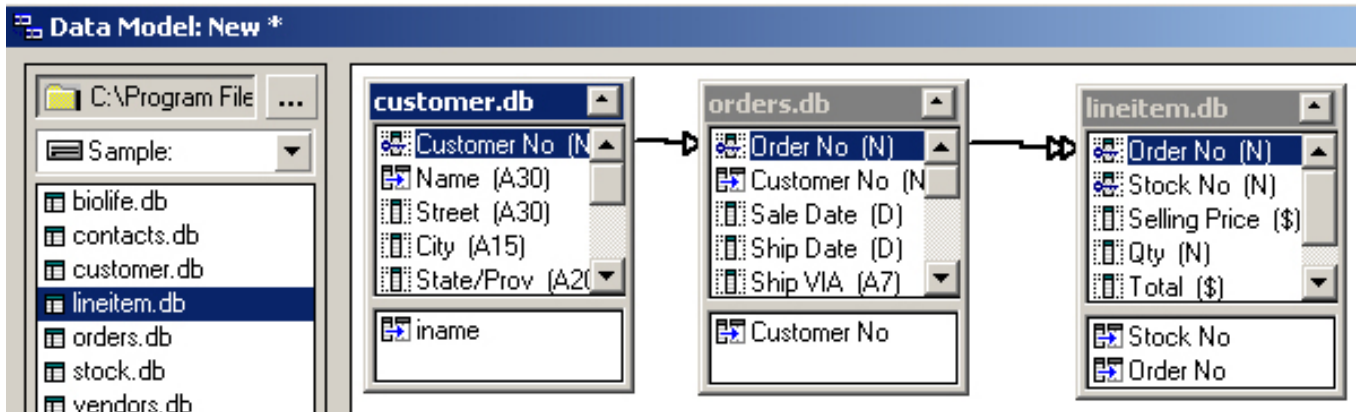 Data Model: New *
C:\Program File ...
Sample:
biolife.db
contacts.db
customer.db
lineitem.db
orders.db
stock.db
vendors.db
customer.db
Customer No (N
Name (A30)
Street (A30)
City (A15)
State/Prov (A20
iname
orders.db
Order No (N)
Customer No (N
Sale Date (D)
Ship Date (D)
Ship VIA (A7)
Customer No
lineitem.db
Order No (N)
Stock No (N)
Selling Price ($)
Qty (N)
Total ($)
Stock No
Order No